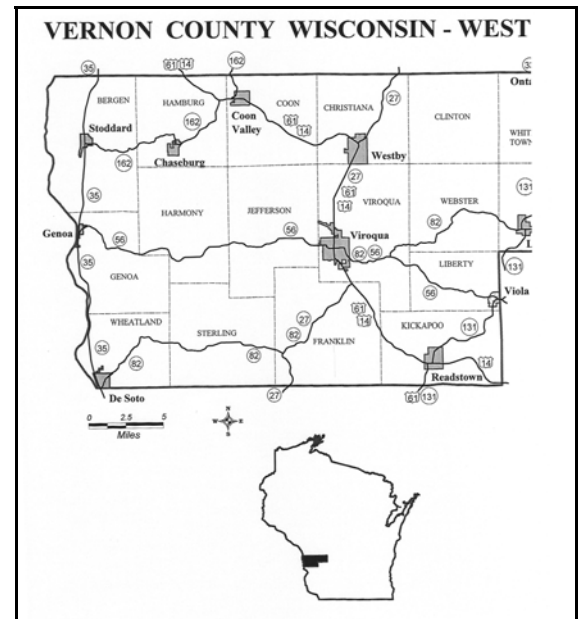 VERNON COUNTY WISCONSIN - WEST
35
61 14
162
27
Onta
BERGEN
HAMBURG
COON
CHRISTIANA
CLINTON
Coon
Valley
Stoddard
162
61
14
WHIT
TOWN
Chaseburg
162
Westby
27
35
61
14
VIROQUA
WEBSTER
131
HARMONY
JEFFERSON
82
Genoa
56
56
Viroqua
82 56
L
35
LIBERTY
131
GENOA
56
Viola
WHEATLAND
27
61
14
KICKAPOO
131
STERLING
82
FRANKLIN
35
82
82
14
Readstown
De Soto
27
61 131
0 2.5 5
Miles
N
W E
S